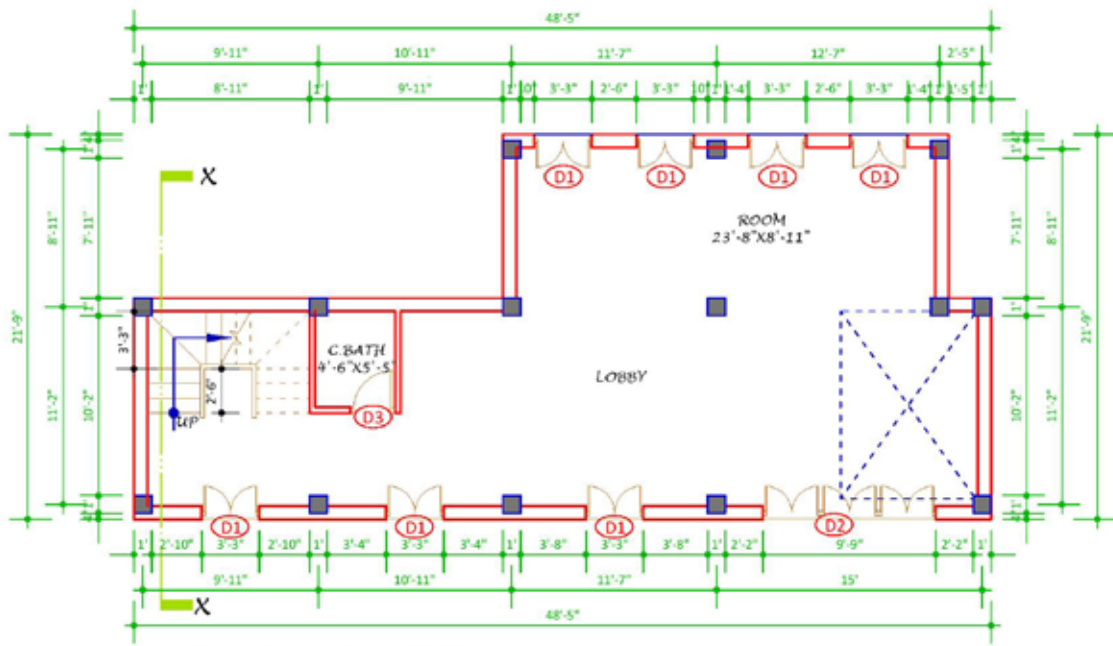 48'-5"
9'-11" 10'-11" 11'-7" 12'-7" 2'-5"
1' 8'-11" 1' 9'-11" 1' 10" 3'-3" 2'-6" 3'-3" 10" 1' 1'-4" 3'-3" 2'-6" 3'-3" 1'-4" 1' 1'-5" 1'
X
D1 D1 D1 D1
ROOM
23'-8"X8'-11"
1' 4"
8'-11" 7'-11"
7'-11" 8'-11"
21'-9"
21'-9"
1'
1'
3'-3"
C.BATH
4'-6"X5'-5"
LOBBY
2'-6"
11'-2" 10'-2"
10'-2" 11'-2"
UP
D3
D1 D1 D1 D2
1' 2'-10" 3'-3" 2'-10" 1' 3'-4" 3'-3" 3'-4" 1' 3'-8" 3'-3" 3'-8" 1' 2'-2" 9'-9" 2'-2" 1'
9'-11" 10'-11" 11'-7" 15'
X
48'-5"